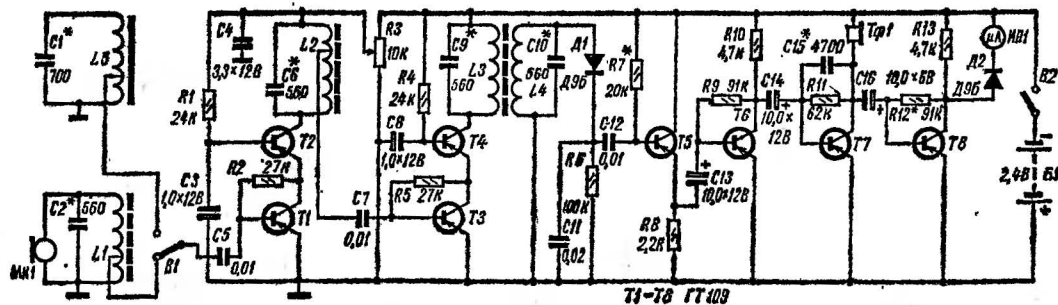 C1*
700
L5
C2*
560
L1
Мк1
В1
C4
3,3×12В
R1
24к
C3
1,0×12В
C5
0,01
C6*
560
L2
T2
R2
27к
T1
R3
10к
R4
24к
C8
1,0×12В
C7
0,01
R5
27к
T4
T3
C9*
560
L3
C10*
660
L4
Д1
Д9б
R7*
20к
C12
0,01
R6
100к
C11
0,02
T5
C13
10,0×12В
R8
2,2к
R9 91к
R10
4,7к
T6
C14
10,0×
12В
C15* 4700
R11
62к
Тф1
T7
C16
10,0×6В
R12* 91к
R13
4,7к
T8
μА
ИП1
Д2
Д9б
В2
2,4В
Б1
T1-T8 ГТ109